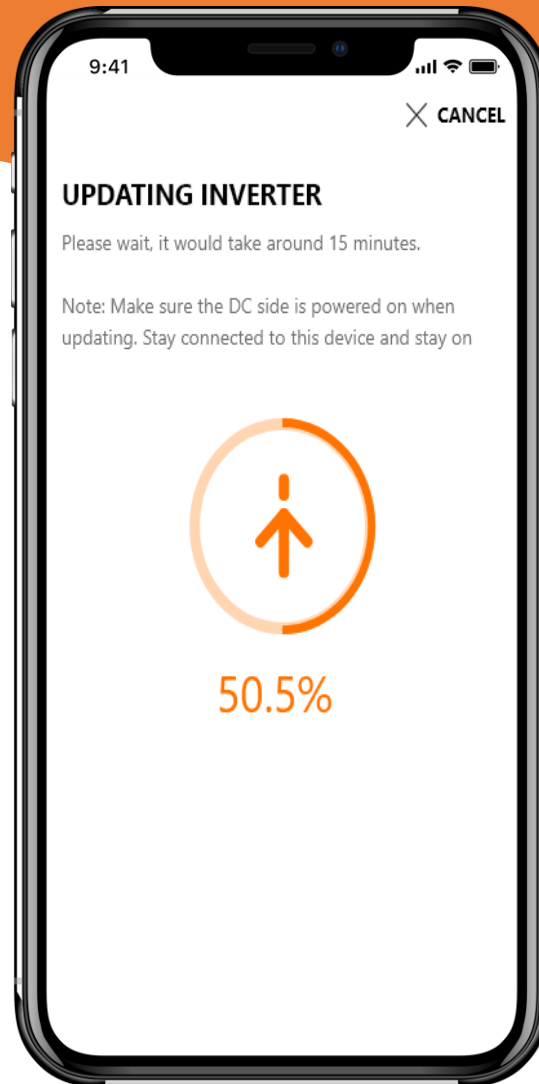 9:41
CANCEL
UPDATING INVERTER
Please wait, it would take around 15 minutes.
Note: Make sure the DC side is powered on when
updating. Stay connected to this device and stay on
50.5%